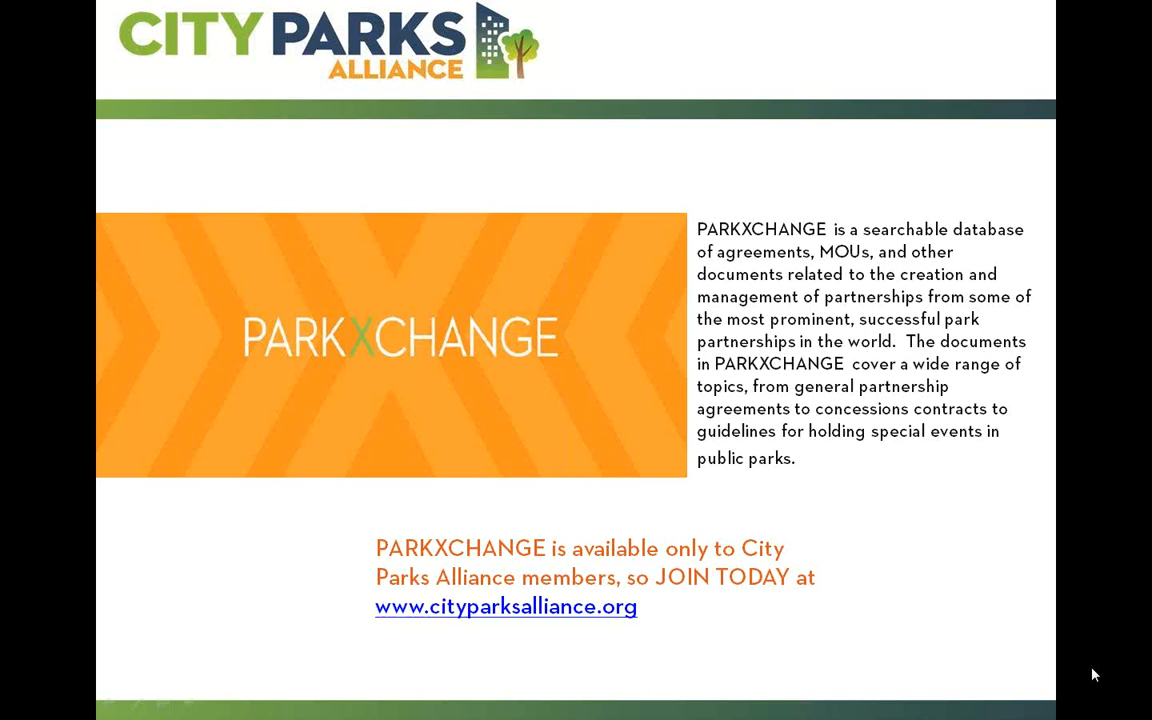 CITY PARKS
ALLIANCE
PARKXCHANGE
PARKXCHANGE is a searchable database
of agreements, MOUs, and other
documents related to the creation and
management of partnerships from some of
the most prominent, successful park
partnerships in the world. The documents
in PARKXCHANGE cover a wide range of
topics, from general partnership
agreements to concessions contracts to
guidelines for holding special events in
public parks.
PARKXCHANGE is available only to City
Parks Alliance members, so JOIN TODAY at
www.cityparksalliance.org